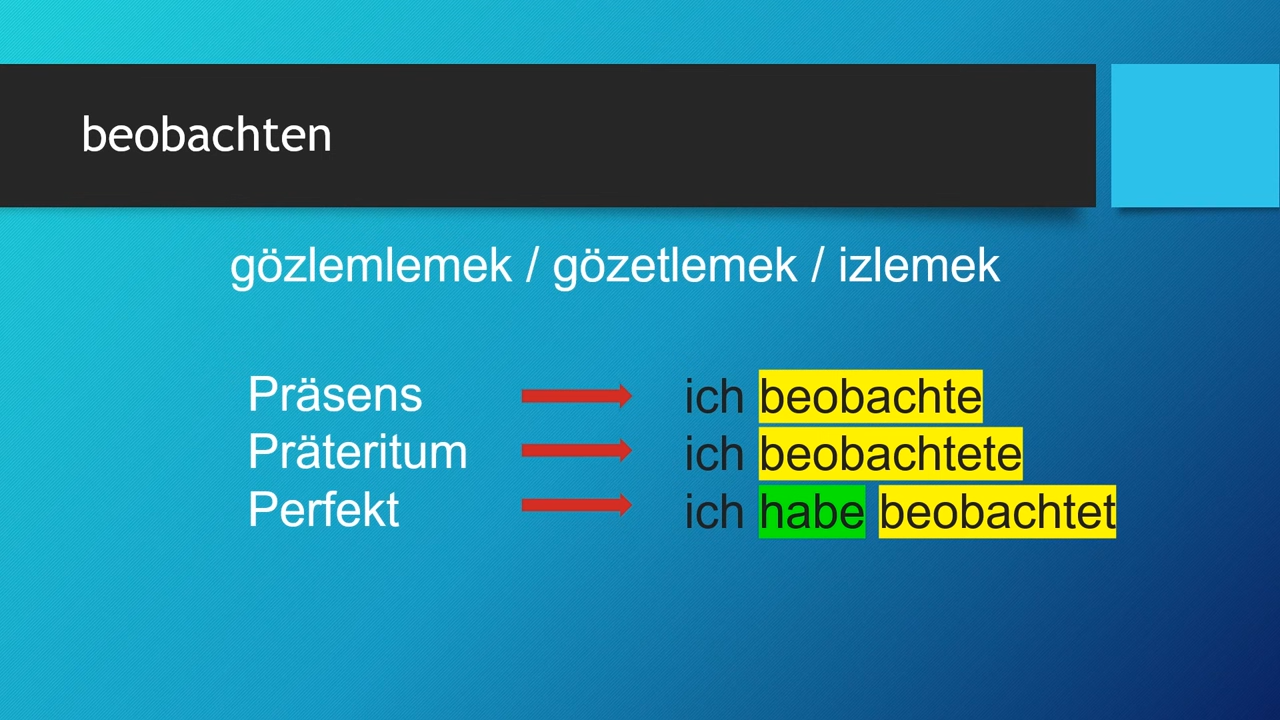 beobachten
gözlemlemek / gözetlemek / izlemek
Präsens ich beobachte
Präteritum ich beobachtete
Perfekt ich habe beobachtet